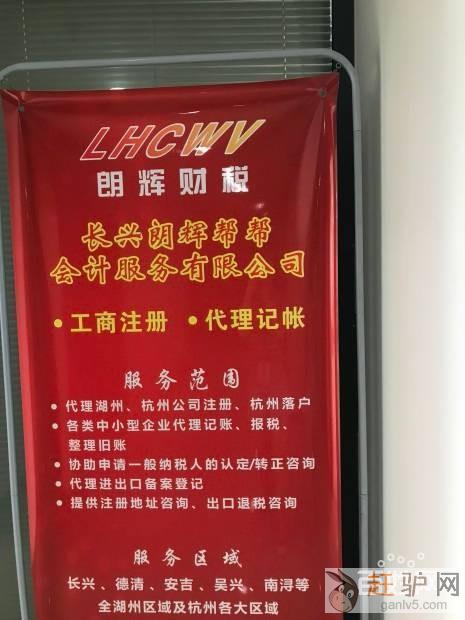 LHCWV
朗辉财税
长兴朗辉帮帮
会计服务有限公司
• 工商注册 • 代理记帐
服务范围
• 代理湖州、杭州公司注册、杭州落户
• 各类中小型企业代理记账、报税、
整理旧账
• 协助申请一般纳税人的认定/转正咨询
• 代理进出口备案登记
• 提供注册地址咨询、出口退税咨询
服务区域
长兴、德清、安吉、吴兴、南浔等
全湖州区域及杭州各大区域
赶驴网
ganlv5.com